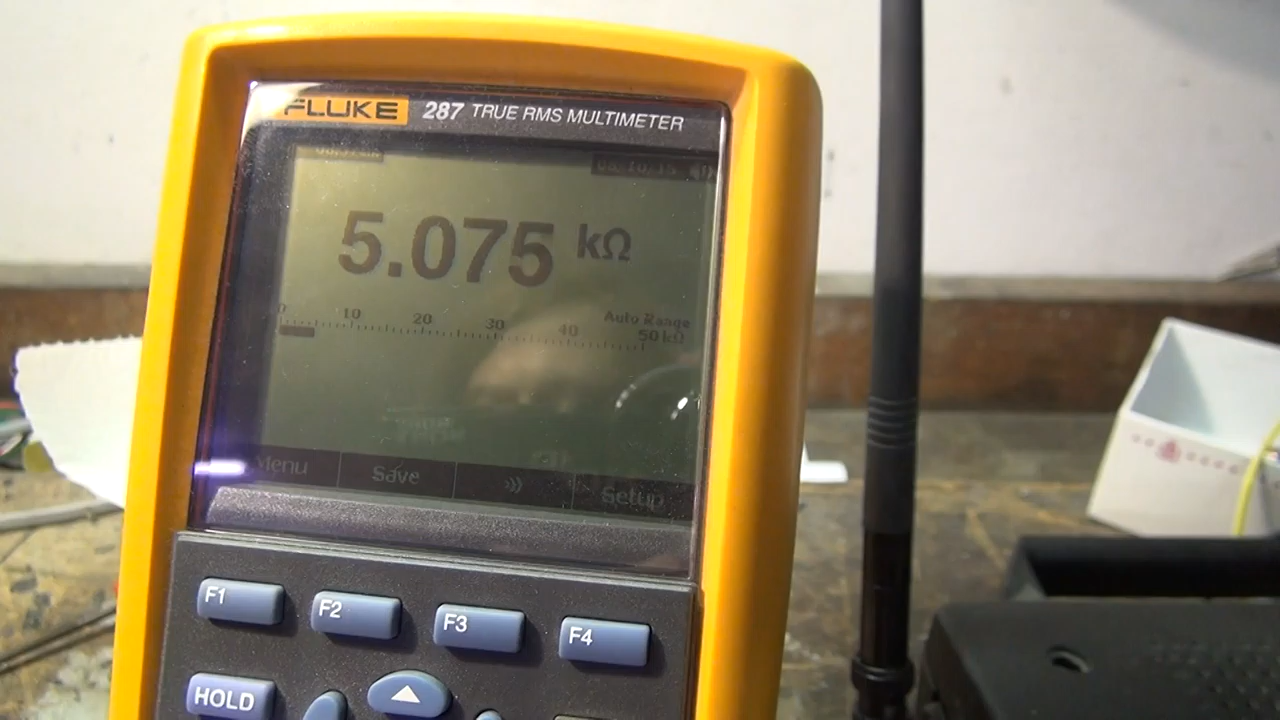 FLUKE 287 TRUE RMS MULTIMETER
5.075 kΩ
0 10 20 30 40 Auto Range
50 kΩ
Menu Save ))) Setup
F1 F2 F3 F4
HOLD